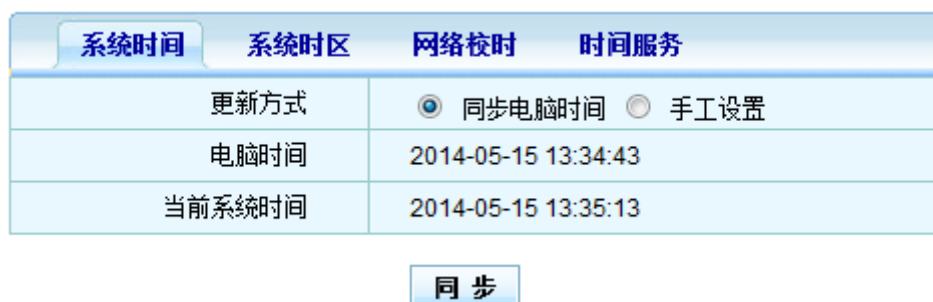 系统时间 系统时区 网络校时 时间服务
更新方式 同步电脑时间 手工设置
电脑时间 2014-05-15 13:34:43
当前系统时间 2014-05-15 13:35:13
同 步